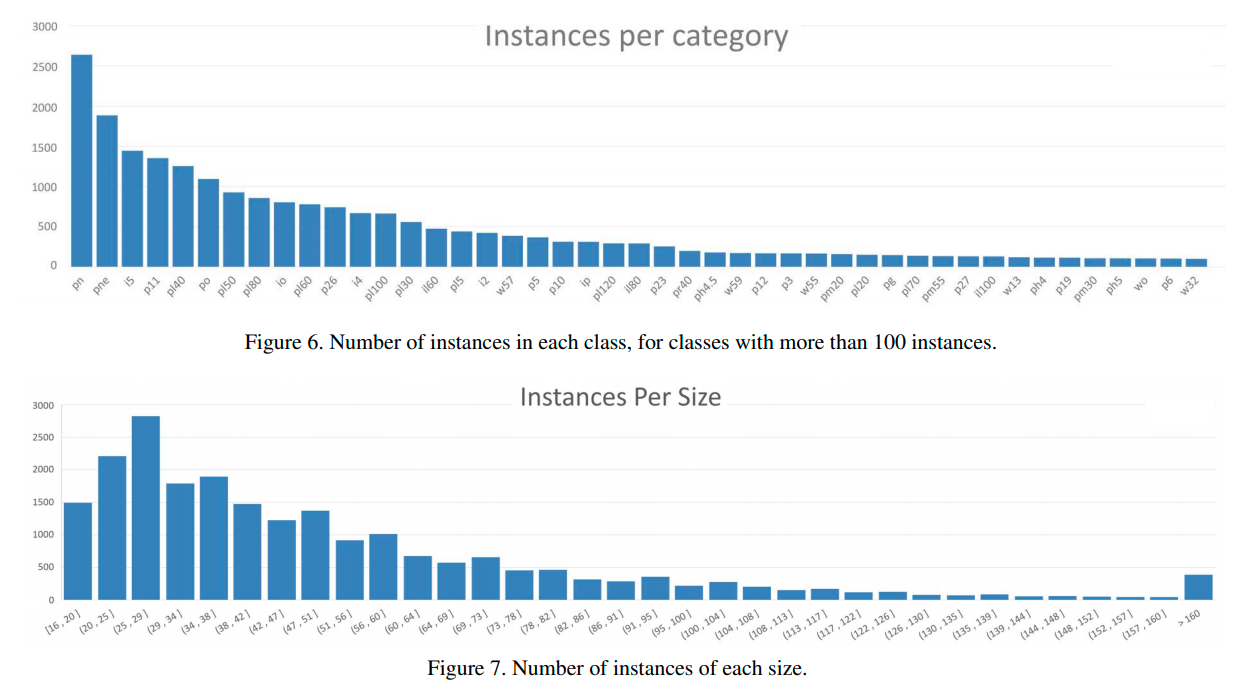 Instances per category
3000
2500
2000
1500
1000
500
0
pn pne i5 p11 pl40 po pl50 pl80 io pl60 p26 i4 pl100 pl30 il60 pl5 i2 w57 p5 p10 ip pl120 il80 p23 pr40 ph4.5 w59 p12 p3 w55 pm20 pl20 pg pl70 pm55 p27 il100 w13 ph4 p19 pm30 ph5 wo p6 w32
Figure 6. Number of instances in each class, for classes with more than 100 instances.
Instances Per Size
3000
2500
2000
1500
1000
500
0
[16 , 20 ] (20 , 25 ] (25 , 29 ] (29 , 34 ] (34 , 38 ] (38 , 42 ] (42 , 47 ] (47 , 51 ] (51 , 56 ] (56 , 60 ] (60 , 64 ] (64 , 69 ] (69 , 73 ] (73 , 78 ] (78 , 82 ] (82 , 86 ] (86 , 91 ] (91 , 95 ] (95 , 100 ] (100 , 104 ] (104 , 108 ] (108 , 113 ] (113 , 117 ] (117 , 122 ] (122 , 126 ] (126 , 130 ] (130 , 135 ] (135 , 139 ] (139 , 144 ] (144 , 148 ] (148 , 152 ] (152 , 157 ] (157 , 160 ] > 160
Figure 7. Number of instances of each size.